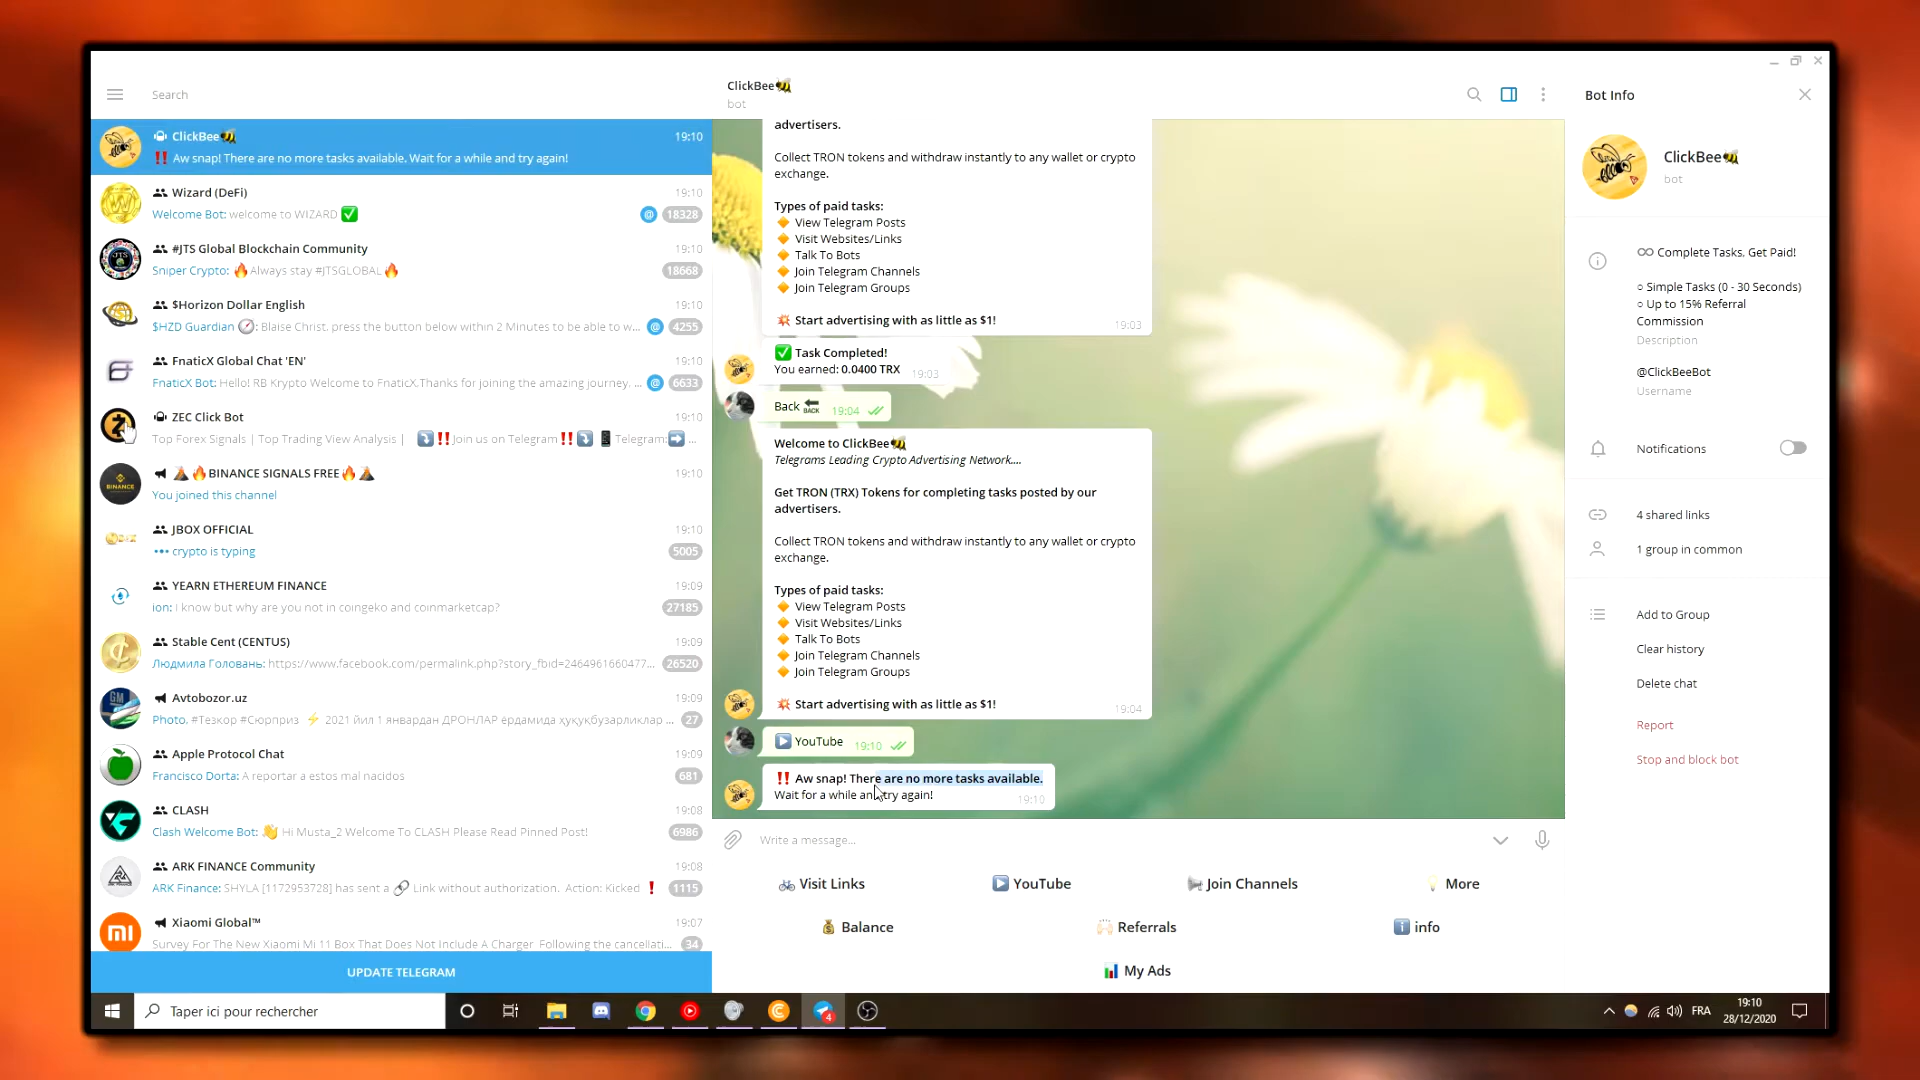 Search
ClickBee
19:10
Aw snap! There are no more tasks available. Wait for a while and try again!
Wizard (DeFi)
19:10
Welcome Bot: welcome to WIZARD
@ 18328
#JTS Global Blockchain Community
19:10
Sniper Crypto: Always stay #JTSGLOBAL
18668
$Horizon Dollar English
19:10
$HZD Guardian : Blaise Christ. press the button below within 2 Minutes to be able to w...
@ 4255
FnaticX Global Chat 'EN'
19:10
FnaticX Bot: Hello! RB Krypto Welcome to FnaticX.Thanks for joining the amazing journey. ...
@ 6633
ZEC Click Bot
19:10
Top Forex Signals | Top Trading View Analysis | Join us on Telegram Telegram: ...
BINANCE SIGNALS FREE
19:10
You joined this channel
BINANCE
JBOX OFFICIAL
19:10
crypto is typing
5005
YEARN ETHEREUM FINANCE
19:09
ion: I know but why are you not in coingeko and coinmarketcap?
27185
Stable Cent (CENTUS)
19:09
Людмила Головань: https://www.facebook.com/permalink.php?story_fbid=2464961660477...
26520
Avtobozor.uz
19:09
Photo. #Тезкор #Сюрприз ⚡ 2021 йил 1 январдан ДРОНЛАР ёрдамида ҳуқуқбузарликлар ...
27
Apple Protocol Chat
19:09
Francisco Dorta: A reportar a estos mal nacidos
681
CLASH
19:08
Clash Welcome Bot: Hi Musta_2 Welcome To CLASH Please Read Pinned Post!
6986
ARK FINANCE Community
19:08
ARK Finance: SHYLA [1172953728] has sent a Link without authorization. Action: Kicked
1115
Xiaomi Global™
19:07
Survey For The New Xiaomi Mi 11 Box That Does Not Include A Charger Following the cancellati...
34
UPDATE TELEGRAM
ClickBee
bot
advertisers.
Collect TRON tokens and withdraw instantly to any wallet or crypto
exchange.
Types of paid tasks:
View Telegram Posts
Visit Websites/Links
Talk To Bots
Join Telegram Channels
Join Telegram Groups
Start advertising with as little as $1!
19:03
Task Completed!
You earned: 0.0400 TRX
19:03
Back BACK
19:04
Welcome to ClickBee
Telegrams Leading Crypto Advertising Network....
Get TRON (TRX) Tokens for completing tasks posted by our
advertisers.
Collect TRON tokens and withdraw instantly to any wallet or crypto
exchange.
Types of paid tasks:
View Telegram Posts
Visit Websites/Links
Talk To Bots
Join Telegram Channels
Join Telegram Groups
Start advertising with as little as $1!
19:04
YouTube
19:10
Aw snap! There are no more tasks available.
Wait for a while and try again!
19:10
Write a message...
Visit Links
YouTube
Join Channels
More
Balance
Referrals
info
My Ads
Bot Info
ClickBee
bot
Complete Tasks. Get Paid!
○ Simple Tasks (0 - 30 Seconds)
○ Up to 15% Referral
Commission
Description
@ClickBeeBot
Username
Notifications
4 shared links
1 group in common
Add to Group
Clear history
Delete chat
Report
Stop and block bot
Taper ici pour rechercher
4
FRA
19:10
28/12/2020